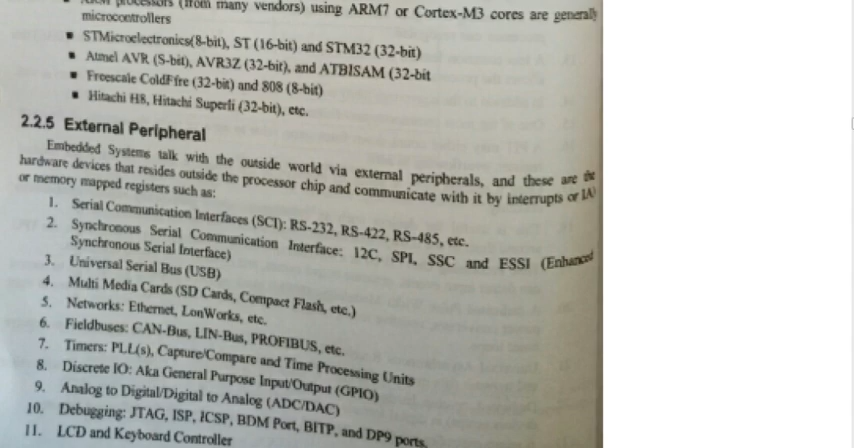 processors (from many vendors) using ARM7 or Cortex-M3 cores are generally
microcontrollers
▪ STMicroelectronics(8-bit), ST (16-bit) and STM32 (32-bit)
▪ Atmel AVR (S-bit), AVR3Z (32-bit), and ATBISAM (32-bit
▪ Freescale ColdFfre (32-bit) and 808 (8-bit)
▪ Hitachi H8, Hitachi Superli (32-bit), etc.
2.2.5 External Peripheral
Embedded Systems talk with the outside world via external peripherals, and these are the
hardware devices that resides outside the processor chip and communicate with it by interrupts or I/O
or memory mapped registers such as:
1. Serial Communication Interfaces (SCI): RS-232, RS-422, RS-485, etc.
2. Synchronous Serial Communication Interface: 12C, SPI, SSC and ESSI (Enhanced
Synchronous Serial Interface)
3. Universal Serial Bus (USB)
4. Multi Media Cards (SD Cards, Compact Flash, etc.)
5. Networks: Ethernet, LonWorks, etc.
6. Fieldbuses: CAN-Bus, LIN-Bus, PROFIBUS, etc.
7. Timers: PLL(s), Capture/Compare and Time Processing Units
8. Discrete IO: Aka General Purpose Input/Output (GPIO)
9. Analog to Digital/Digital to Analog (ADC/DAC)
10. Debugging: JTAG, ISP, ICSP, BDM Port, BITP, and DP9 ports.
11. LCD and Keyboard Controller